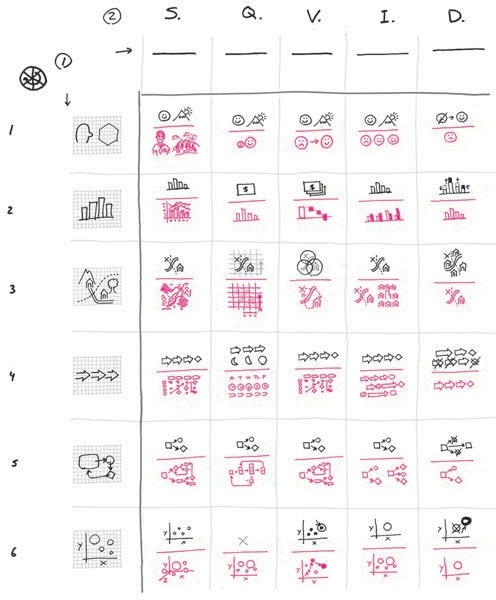 ② S. Q. V. I. D.
①
1
2
$ $
3
4
5
6
Y X
Y X
X
Y X
Y X
Y X
Y
Y X
Y X